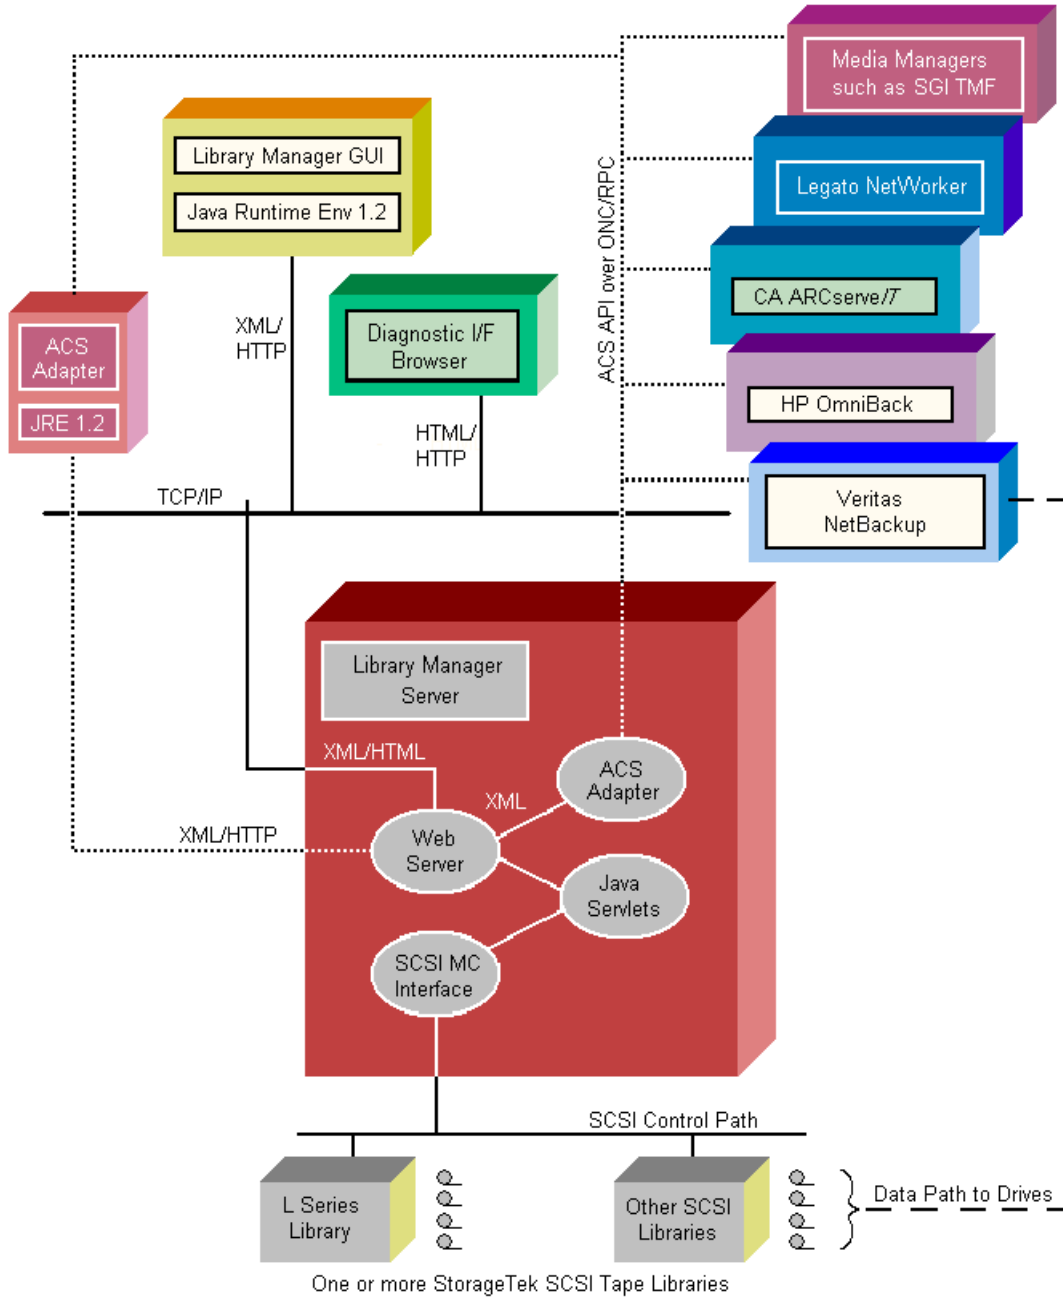 Media Managers
such as SGI TMF
Library Manager GUI
Java Runtime Env 1.2
Legato NetWorker
ACS API over ONC/RPC
CA ARCserveIT
XML/
HTTP
Diagnostic I/F
Browser
ACS
Adapter
JRE 1.2
HP OmniBack
HTML/
HTTP
TCP/IP
Veritas
NetBackup
Library Manager
Server
XML/HTML
ACS
Adapter
XML
XML/HTTP
Web
Server
Java
Servlets
SCSI MC
Interface
SCSI Control Path
L Series
Library
Other SCSI
Libraries
Data Path to Drives
One or more StorageTek SCSI Tape Libraries